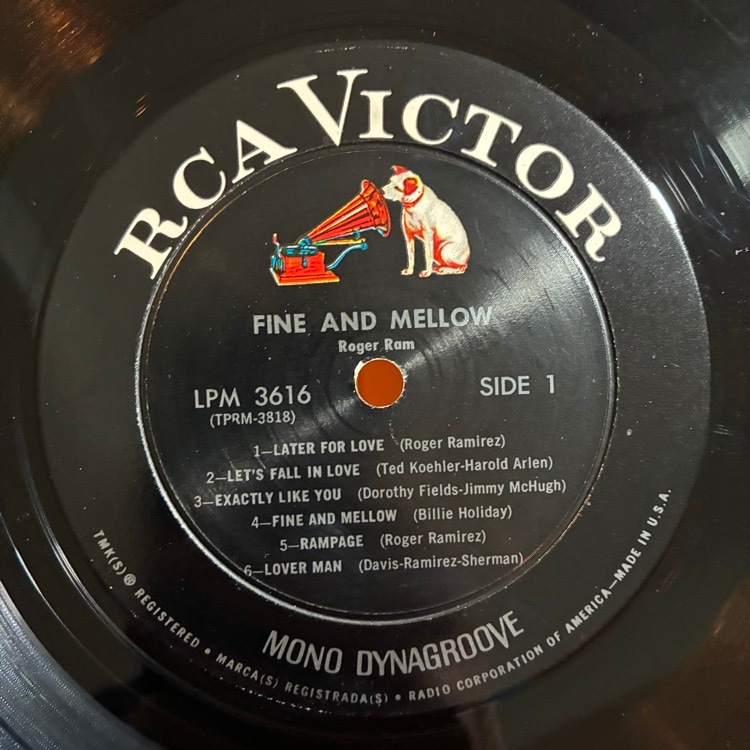 RCA VICTOR
FINE AND MELLOW
Roger Ram
LPM 3616
(TPRM-3818)
SIDE 1
1—LATER FOR LOVE (Roger Ramirez)
2—LET'S FALL IN LOVE (Ted Koehler-Harold Arlen)
3—EXACTLY LIKE YOU (Dorothy Fields-Jimmy McHugh)
4—FINE AND MELLOW (Billie Holiday)
5—RAMPAGE (Roger Ramirez)
6—LOVER MAN (Davis-Ramirez-Sherman)
MONO DYNAGROOVE
TMK(S) ® REGISTERED • MARCA(S) REGISTRADA(S) • RADIO CORPORATION OF AMERICA—MADE IN U.S.A.